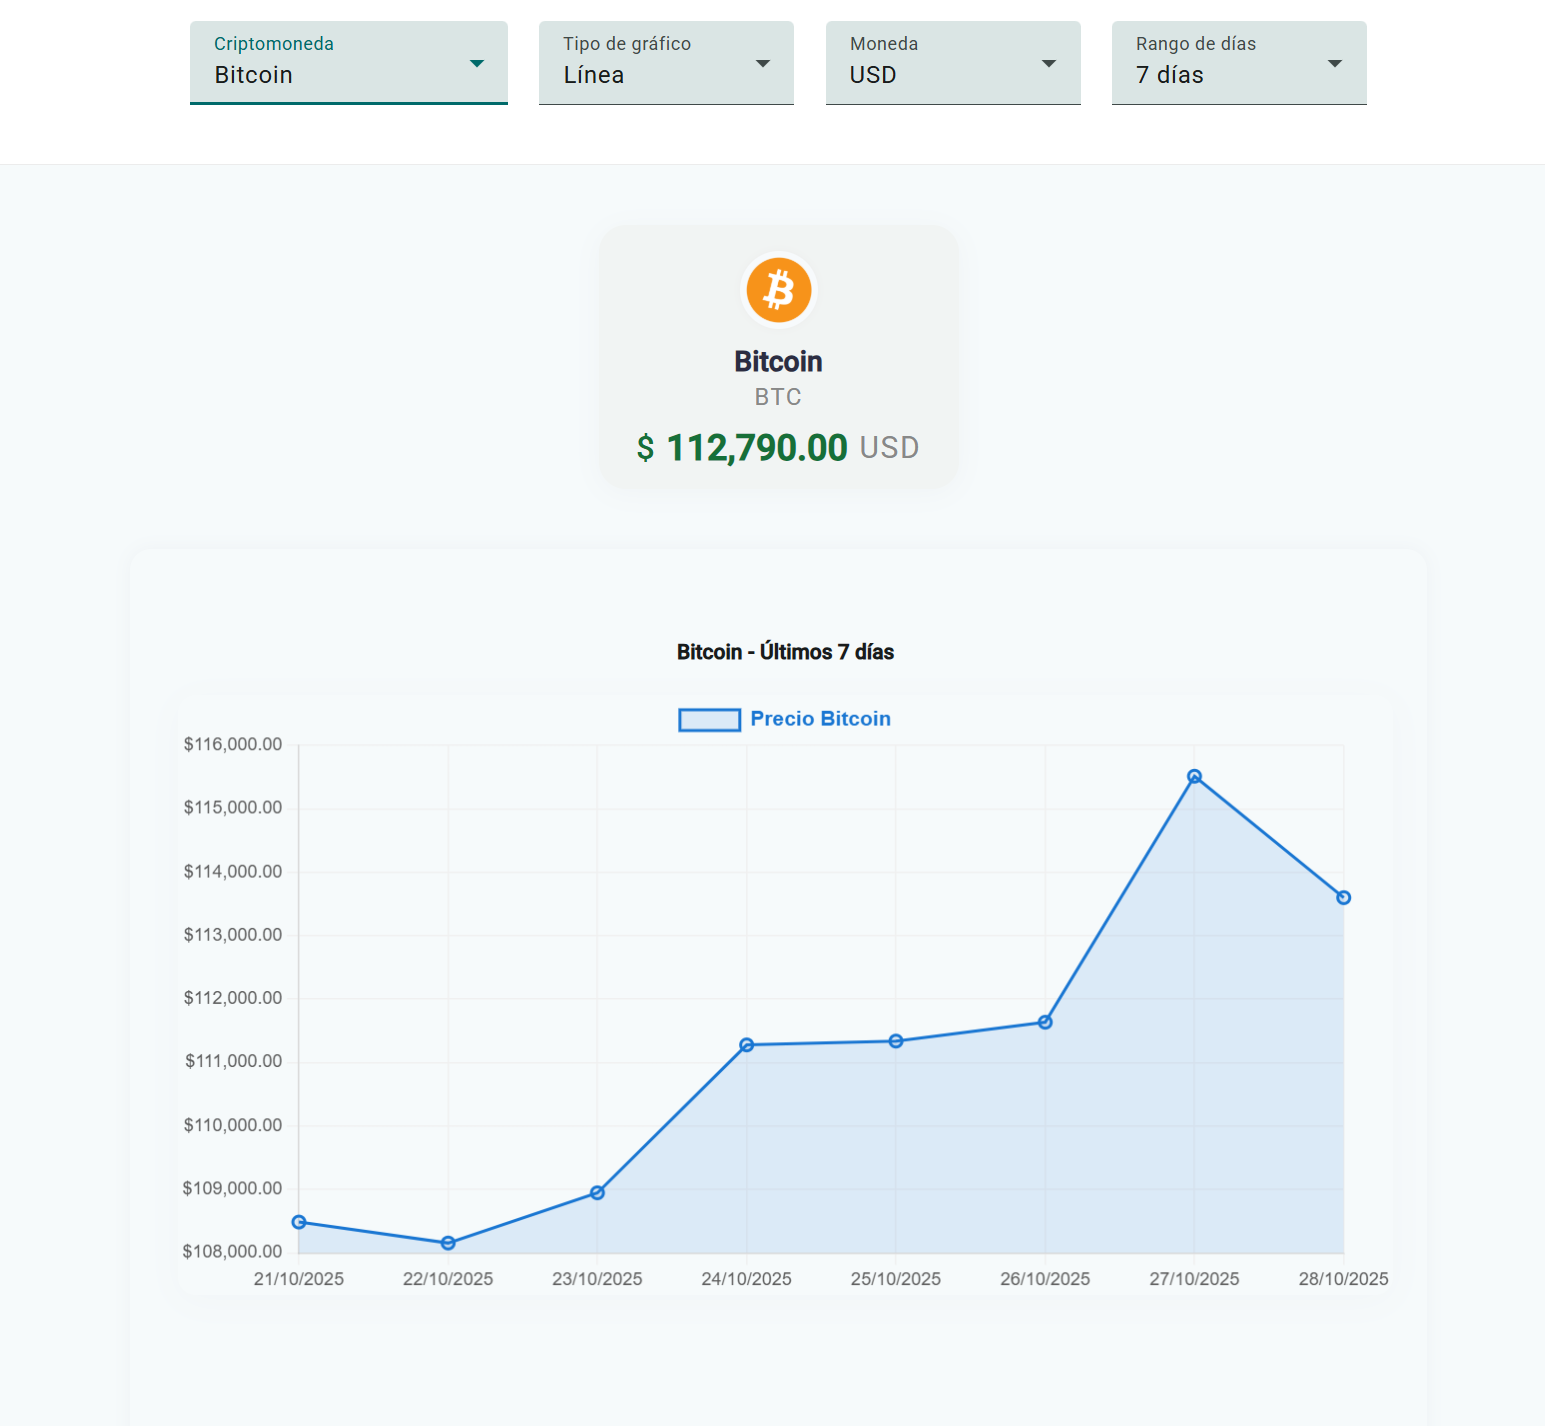 Criptomoneda
Bitcoin
Tipo de gráfico
Línea
Moneda
USD
Rango de días
7 días
Bitcoin
BTC
$ 112,790.00 USD
Bitcoin - Últimos 7 días
Precio Bitcoin
$116,000.00
$115,000.00
$114,000.00
$113,000.00
$112,000.00
$111,000.00
$110,000.00
$109,000.00
$108,000.00
21/10/2025 22/10/2025 23/10/2025 24/10/2025 25/10/2025 26/10/2025 27/10/2025 28/10/2025